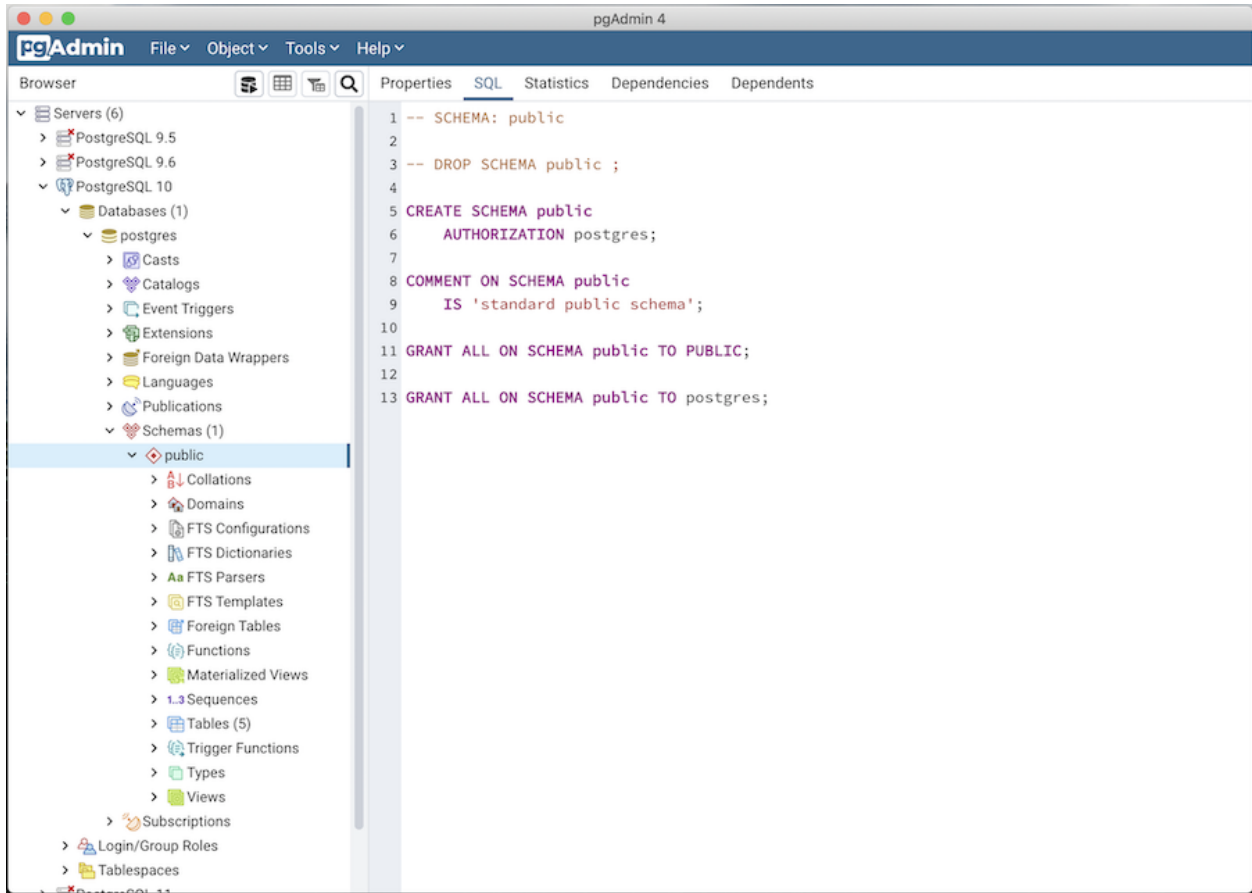 pgAdmin 4
pgAdmin File Object Tools Help
Browser
Properties SQL Statistics Dependencies Dependents
Servers (6)
PostgreSQL 9.5
PostgreSQL 9.6
PostgreSQL 10
Databases (1)
postgres
Casts
Catalogs
Event Triggers
Extensions
Foreign Data Wrappers
Languages
Publications
Schemas (1)
public
Collations
Domains
FTS Configurations
FTS Dictionaries
Aa FTS Parsers
FTS Templates
Foreign Tables
Functions
Materialized Views
1..3 Sequences
Tables (5)
Trigger Functions
Types
Views
Subscriptions
Login/Group Roles
Tablespaces
PostgreSQL 11
1 -- SCHEMA: public
2
3 -- DROP SCHEMA public ;
4
5 CREATE SCHEMA public
6 AUTHORIZATION postgres;
7
8 COMMENT ON SCHEMA public
9 IS 'standard public schema';
10
11 GRANT ALL ON SCHEMA public TO PUBLIC;
12
13 GRANT ALL ON SCHEMA public TO postgres;